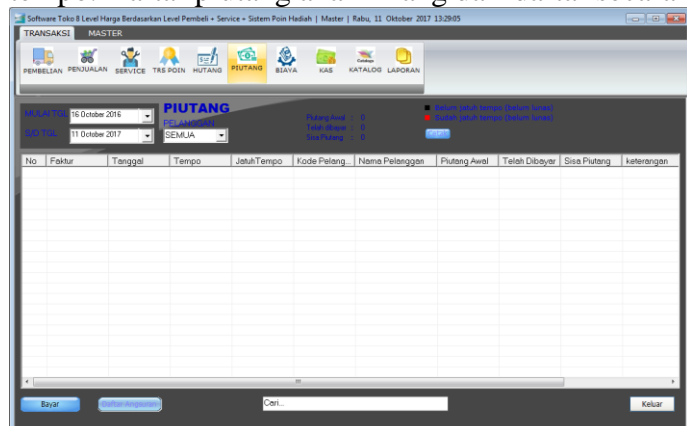 Software Toko 8 Level Harga Berdasarkan Level Pembeli + Service + Sistem Poin Hadiah | Master | Rabu, 11 Oktober 2017 13:29:05
TRANSAKSI MASTER
PEMBELIAN PENJUALAN SERVICE TRS POIN HUTANG PIUTANG BIAYA KAS KATALOG LAPORAN
MULAI TGL 16 October 2016 PIUTANG
PELANGGAN
Piutang Awal : 0
Belum jatuh tempo (belum lunas)
Telah dibayar : 0
Sudah jatuh tempo (belum lunas)
S/D TGL 11 October 2017 SEMUA
Sisa Piutang : 0
No Faktur Tanggal Tempo JatuhTempo Kode Pelang... Nama Pelanggan Piutang Awal Telah Dibayar Sisa Piutang keterangan
Bayar Daftar Angsuran Cari... Keluar